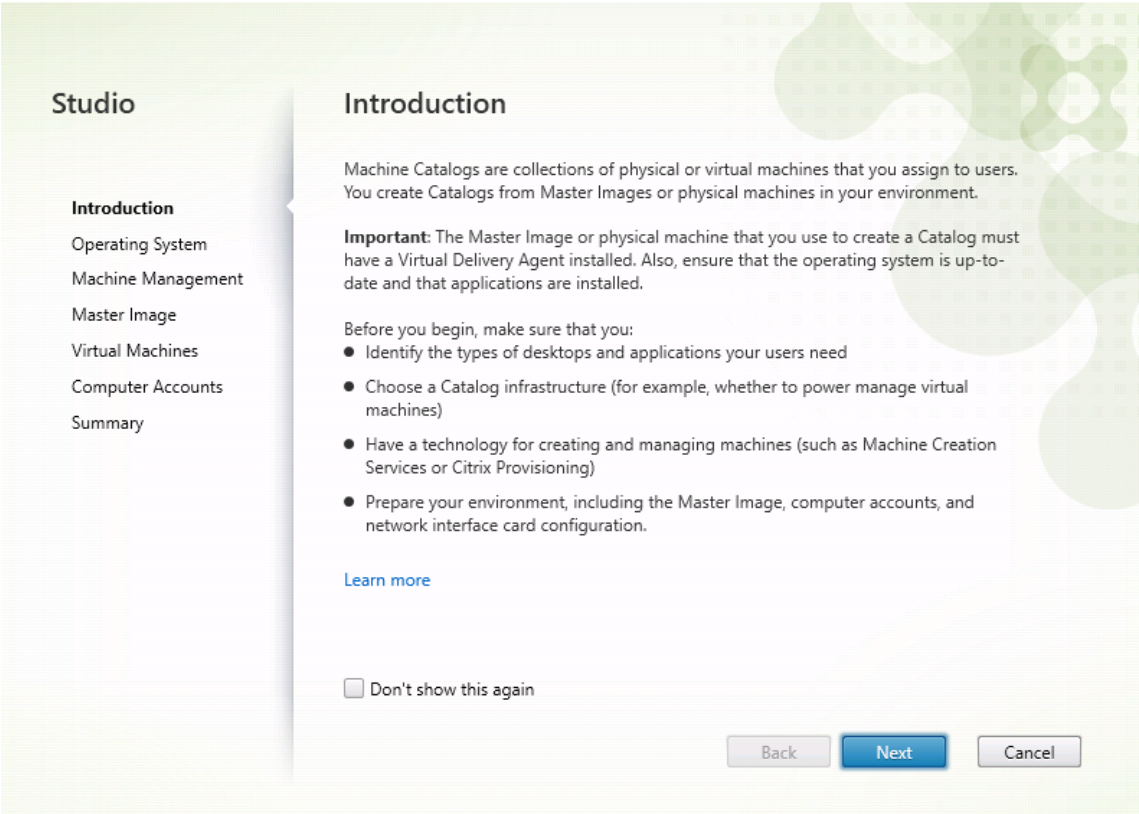 Studio
Introduction
Operating System
Machine Management
Master Image
Virtual Machines
Computer Accounts
Summary
Introduction
Machine Catalogs are collections of physical or virtual machines that you assign to users.
You create Catalogs from Master Images or physical machines in your environment.
Important: The Master Image or physical machine that you use to create a Catalog must
have a Virtual Delivery Agent installed. Also, ensure that the operating system is up-to-
date and that applications are installed.
Before you begin, make sure that you:
● Identify the types of desktops and applications your users need
● Choose a Catalog infrastructure (for example, whether to power manage virtual
machines)
● Have a technology for creating and managing machines (such as Machine Creation
Services or Citrix Provisioning)
● Prepare your environment, including the Master Image, computer accounts, and
network interface card configuration.
Learn more
Don't show this again
Back
Next
Cancel